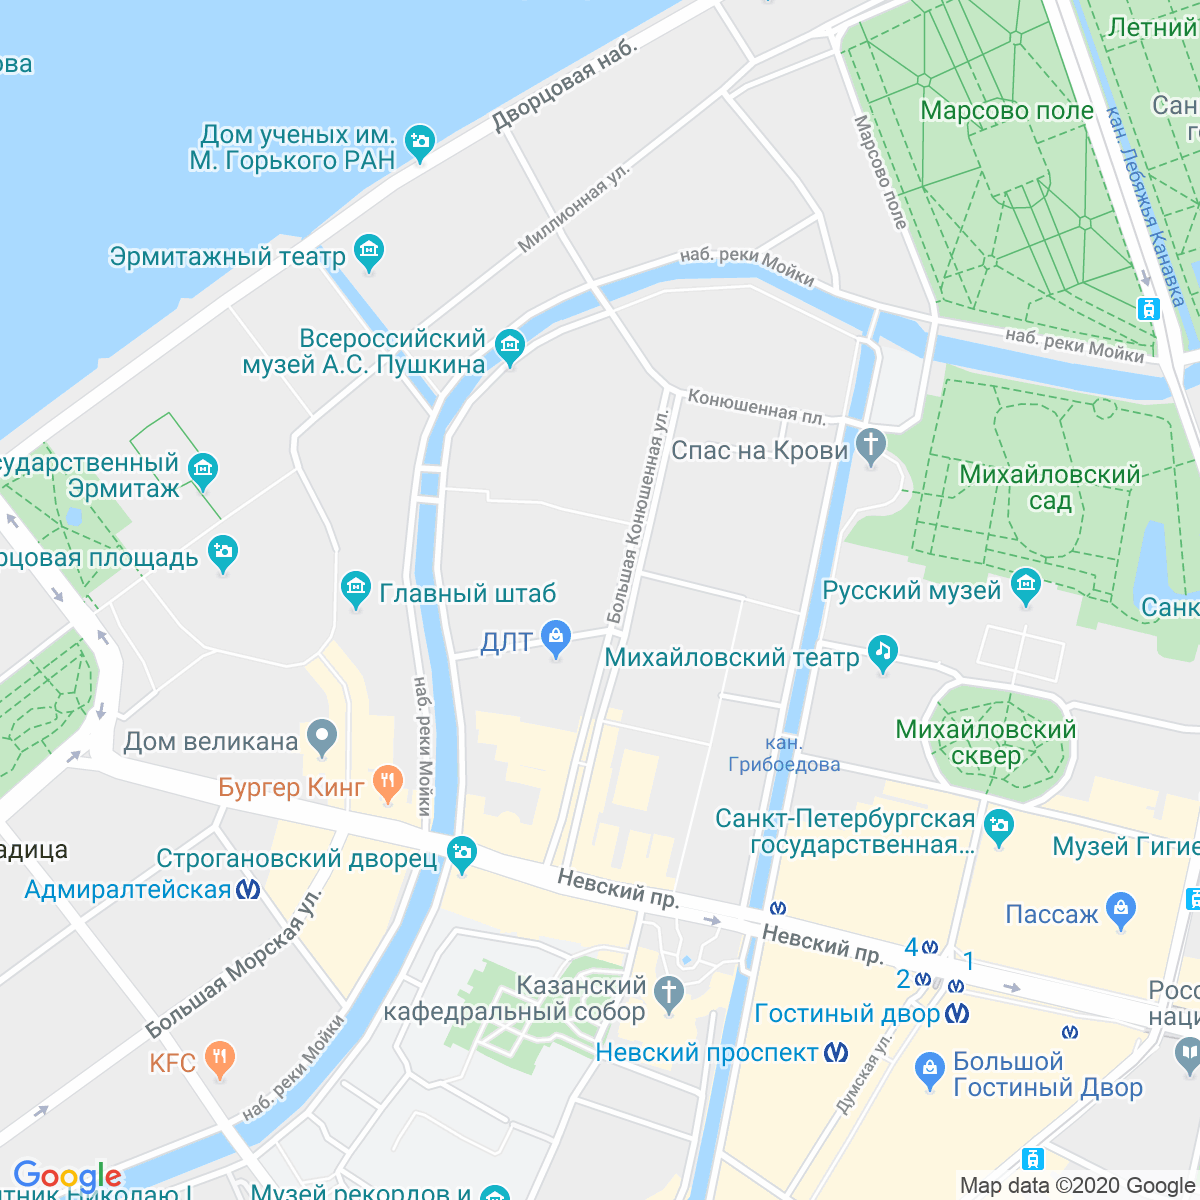 Летний
ова
Дворцовая наб.
Марсово поле
Сан
Дом ученых им.
М. Горького РАН
Марсово поле
кан. Лебяжья Канавка
Миллионная ул.
Эрмитажный театр
наб. реки Мойки
Всероссийский
музей А.С. Пушкина
наб. реки Мойки
Конюшенная пл.
Спас на Крови
сударственный
Эрмитаж
Михайловский
сад
Большая Конюшенная ул.
рцовая площадь
Главный штаб
Русский музей
Санк
ДЛТ
Михайловский театр
наб. реки Мойки
Дом великана
Михайловский
сквер
кан.
Грибоедова
Бургер Кинг
Санкт-Петербургская
государственная...
Музей Гигие
адица
Строгановский дворец
Адмиралтейская
Невский пр.
Пассаж
Большая Морская ул.
Невский пр.
4
1
2
Казанский
кафедральный собор
Росс
наци
Гостиный двор
Невский проспект
KFC
наб. реки Мойки
Думская ул.
Большой
Гостиный Двор
Google
тник Николаю I
Музей рекордов и
Map data ©2020 Google